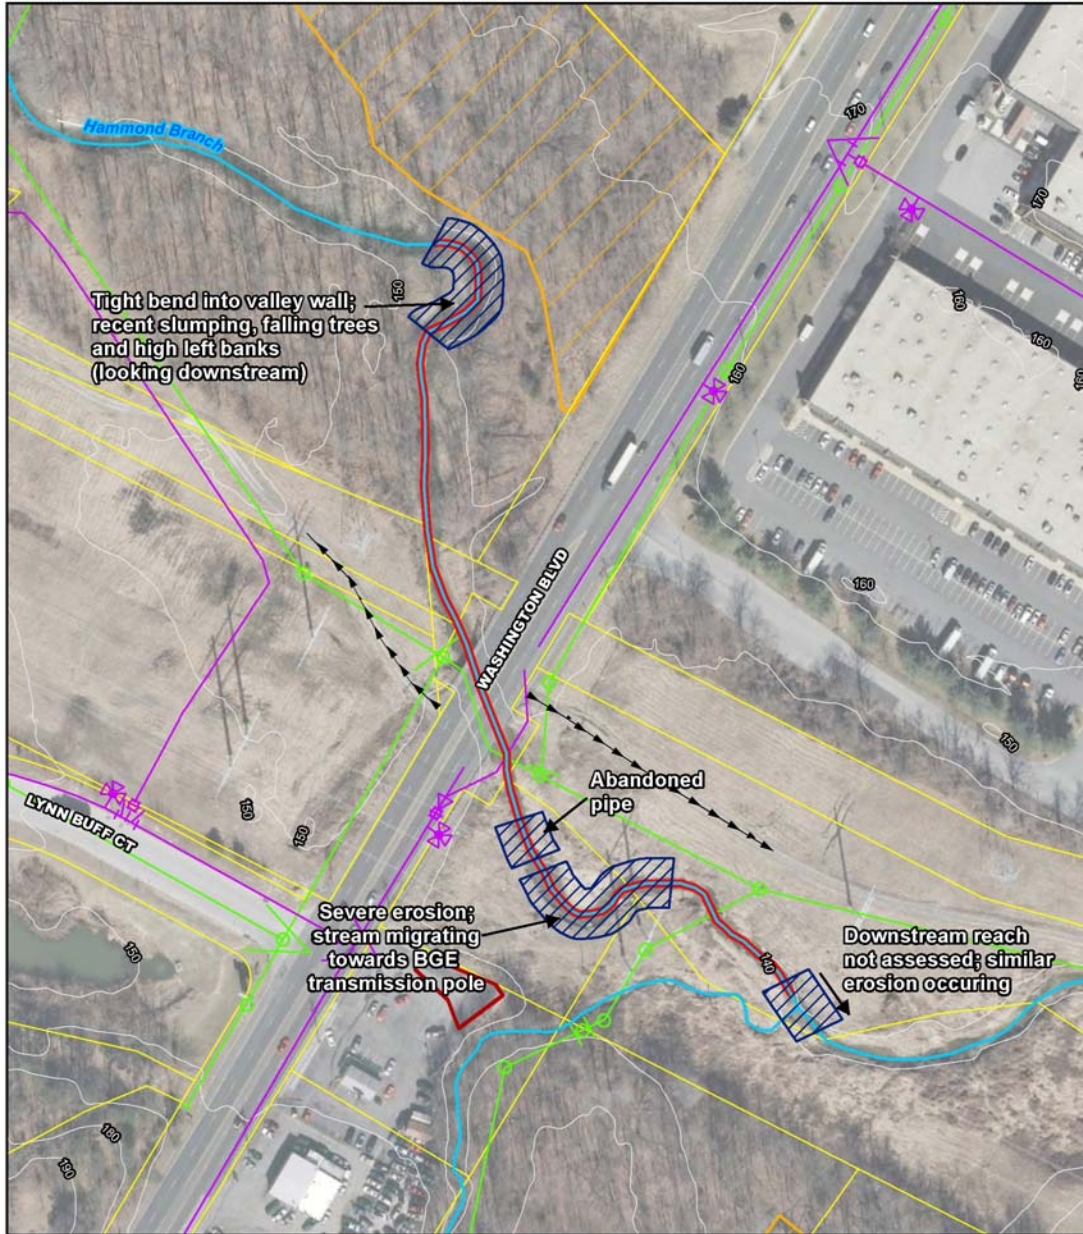 170
Hammond Branch
170
150
160
Tight bend into valley wall;
recent slumping, falling trees
and high left banks
(looking downstream)
160
160
160
160
WASHINGTON BLVD
150
Abandoned
pipe
150
150
LYNN BUFF CT
Severe erosion;
stream migrating
towards BGE
transmission pole
140
Downstream reach
not assessed; similar
erosion occuring
150
180
190